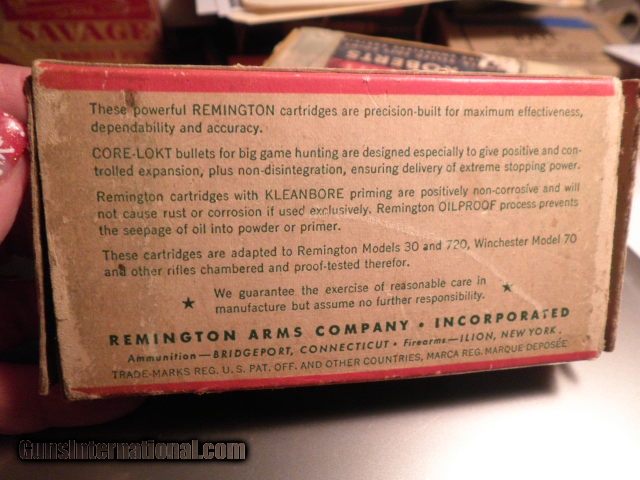 SAVAGE
ROBERTS
These powerful REMINGTON cartridges are precision-built for maximum effectiveness,
dependability and accuracy.
CORE-LOKT bullets for big game hunting are designed especially to give positive and con-
trolled expansion, plus non-disintegration, ensuring delivery of extreme stopping power.
Remington cartridges with KLEANBORE priming are positively non-corrosive and will
not cause rust or corrosion if used exclusively. Remington OILPROOF process prevents
the seepage of oil into powder or primer.
These cartridges are adapted to Remington Models 30 and 720, Winchester Model 70
and other rifles chambered and proof-tested therefor.
★ We guarantee the exercise of reasonable care in ★
manufacture but assume no further responsibility.
REMINGTON ARMS COMPANY • INCORPORATED
Ammunition—BRIDGEPORT, CONNECTICUT • Firearms—ILION, NEW YORK.
TRADE-MARKS REG. U.S. PAT. OFF. AND OTHER COUNTRIES, MARCA REG. MARQUE DEPOSÉE
GunsInternational.com